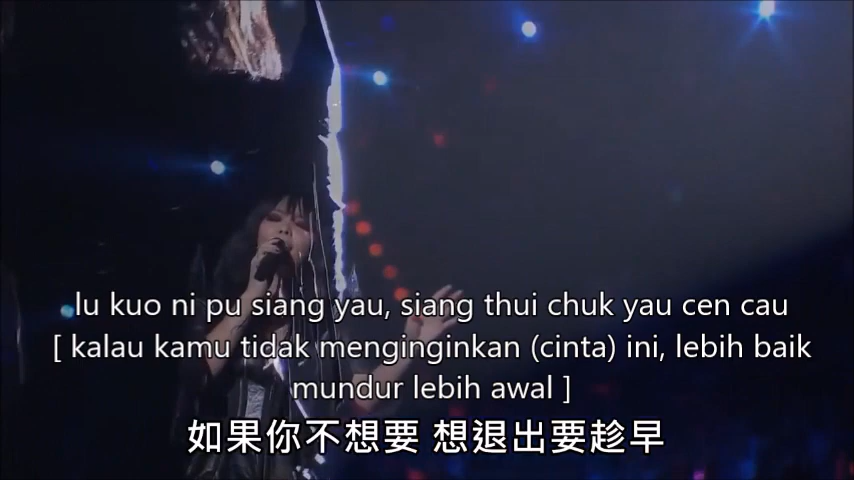 lu kuo ni pu siang yau, siang thui chuk yau cen cau
[ kalau kamu tidak menginginkan (cinta) ini, lebih baik
mundur lebih awal ]
如果你不想要 想退出要趁早